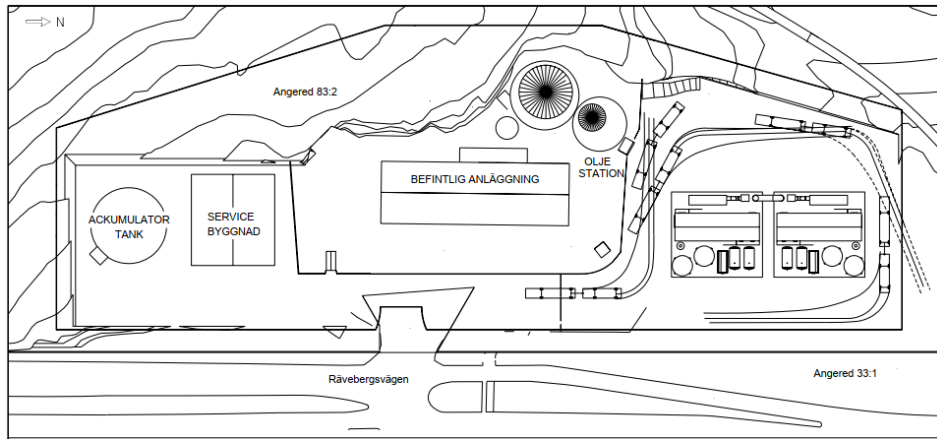 N
Angered 83:2
BEFINTLIG ANLÄGGNING
OLJE
STATION
ACKUMULATOR
TANK
SERVICE
BYGGNAD
Rävebergsvägen
Angered 33:1